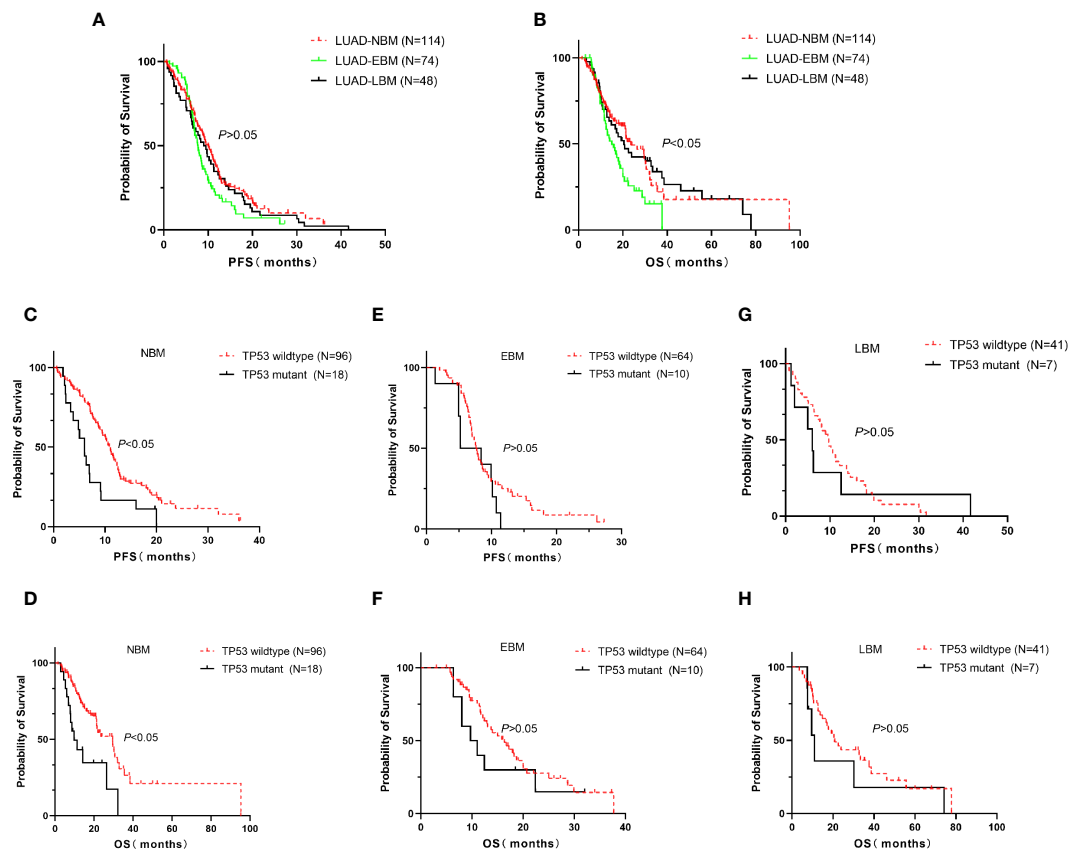 A
LUAD-NBM (N=114)
LUAD-EBM (N=74)
LUAD-LBM (N=48)
Probability of Survival
100
50
0
P>0.05
0 10 20 30 40 50
PFS( months)
B
LUAD-NBM (N=114)
LUAD-EBM (N=74)
LUAD-LBM (N=48)
Probability of Survival
100
50
0
P<0.05
0 20 40 60 80 100
OS( months)
C
NBM
TP53 wildtype (N=96)
TP53 mutant (N=18)
Probability of Survival
100
50
0
P<0.05
0 20 40
PFS( months)
E
EBM
TP53 wildtype (N=64)
TP53 mutant (N=10)
Probability of Survival
100
50
0
P>0.05
0 10 20 30
PFS( months)
G
LBM
TP53 wildtype (N=41)
TP53 mutant (N=7)
Probability of Survival
100
50
0
P>0.05
0 10 20 30 40 50
PFS( months)
D
NBM
TP53 wildtype (N=96)
TP53 mutant (N=18)
Probability of Survival
100
50
0
P<0.05
0 20 40 60 80 100
OS( months)
F
EBM
TP53 wildtype (N=64)
TP53 mutant (N=10)
Probability of Survival
100
50
0
P>0.05
0 10 20 30 40
OS( months)
H
LBM
TP53 wildtype (N=41)
TP53 mutant (N=7)
Probability of Survival
100
50
0
P>0.05
0 20 40 60 80 100
OS( months)